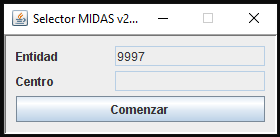 Selector MIDAS v2...
Entidad 9997
Centro
Comenzar